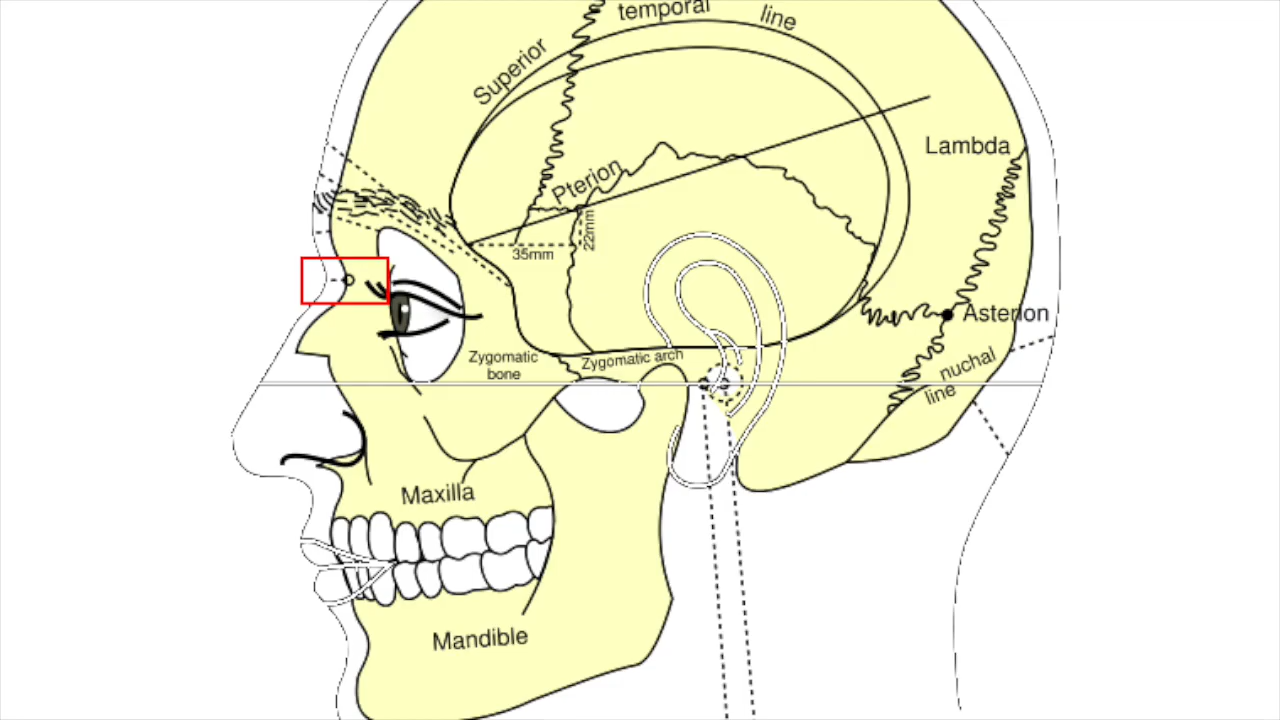 temporal
line
Superior
Lambda
Pterion
22mm
35mm
Asterion
Zygomatic
bone
Zygomatic arch
nuchal
line
Maxilla
Mandible